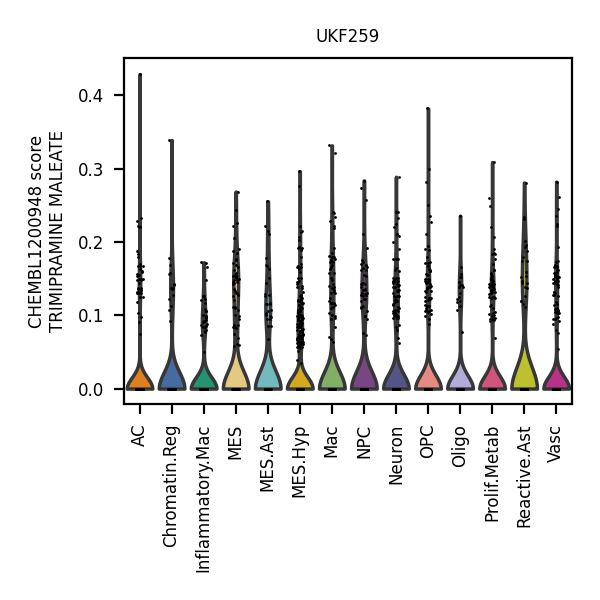 UKF259
CHEMBL1200948 score
TRIMIPRAMINE MALEATE
0.4
0.3
0.2
0.1
0.0
AC
Chromatin.Reg
Inflammatory.Mac
MES
MES.Ast
MES.Hyp
Mac
NPC
Neuron
OPC
Oligo
Prolif.Metab
Reactive.Ast
Vasc